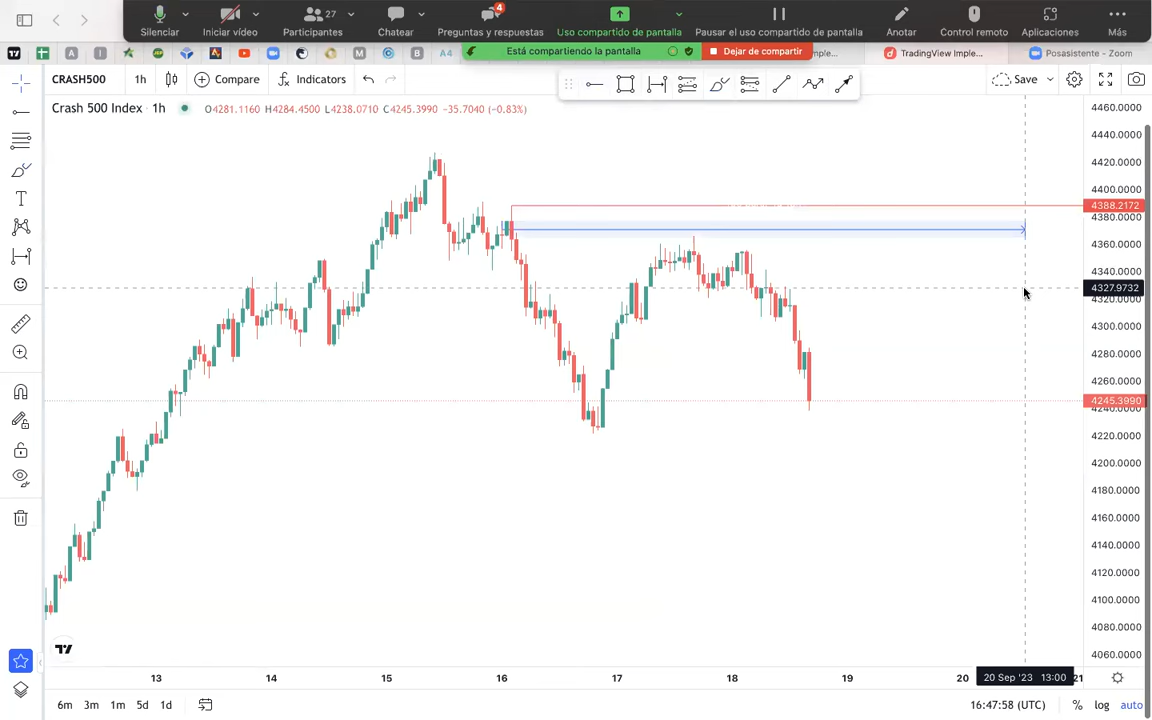 27
4
Silenciar
Iniciar vídeo
Participantes
Chatear
Preguntas y respuestas
Uso compartido de pantalla
Pausar el uso compartido de pantalla
Anotar
Control remoto
Aplicaciones
Más
A4
Está compartiendo la pantalla
Dejar de compartir
mple...
TradingView Imple...
Posasistente - Zoom
CRASH500
1h
Compare
Indicators
Save
Crash 500 Index · 1h
O4281.1160 H4284.4500 L4238.0710 C4245.3990 −35.7040 (−0.83%)
4460.0000
4440.0000
4420.0000
4400.0000
4388.2172
4380.0000
4360.0000
4340.0000
4327.9732
4320.0000
4300.0000
4280.0000
4260.0000
4245.3990
4240.0000
4220.0000
4200.0000
4180.0000
4160.0000
4140.0000
4120.0000
4100.0000
4080.0000
4060.0000
13
14
15
16
17
18
19
20
20 Sep '23 13:00
21
6m
3m
1m
5d
1d
16:47:58 (UTC)
%
log
auto